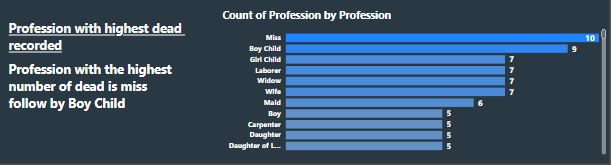 Profession with highest dead
recorded
Profession with the highest
number of dead is miss
follow by Boy Child
Count of Profession by Profession
Miss 10
Boy Child 9
Girl Child 7
Laborer 7
Widow 7
Wife 7
Maid 6
Boy 5
Carpenter 5
Daughter 5
Daughter of L... 5